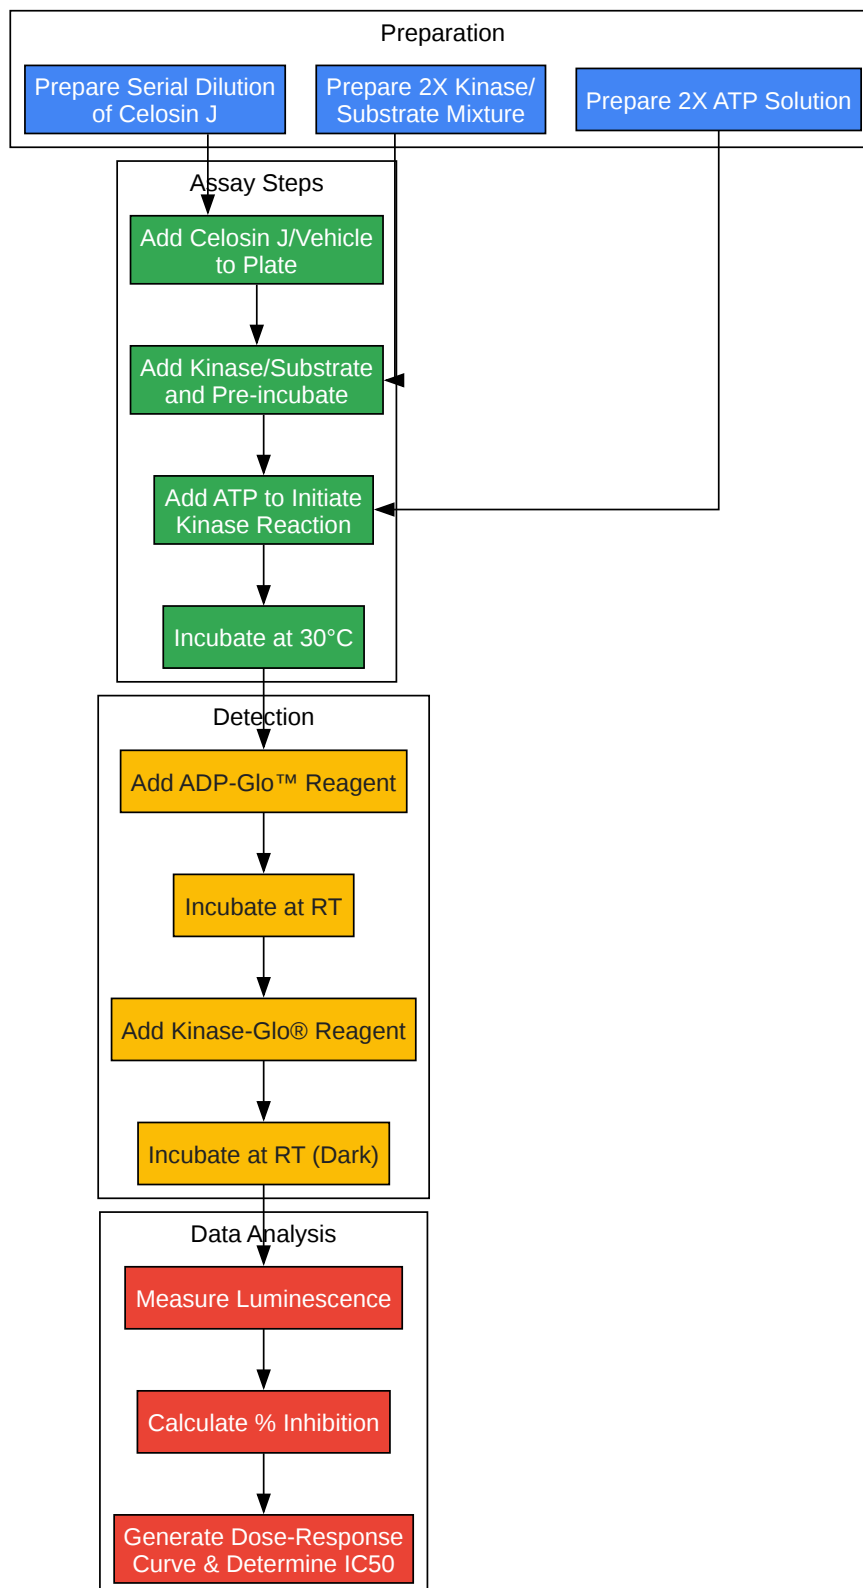 Preparation
Prepare Serial Dilution
of Celosin J
Prepare 2X Kinase/
Substrate Mixture
Prepare 2X ATP Solution
Assay Steps
Add Celosin J/Vehicle
to Plate
Add Kinase/Substrate
and Pre-incubate
Add ATP to Initiate
Kinase Reaction
Incubate at 30°C
Detection
Add ADP-Glo™ Reagent
Incubate at RT
Add Kinase-Glo® Reagent
Incubate at RT (Dark)
Data Analysis
Measure Luminescence
Calculate % Inhibition
Generate Dose-Response
Curve & Determine IC50